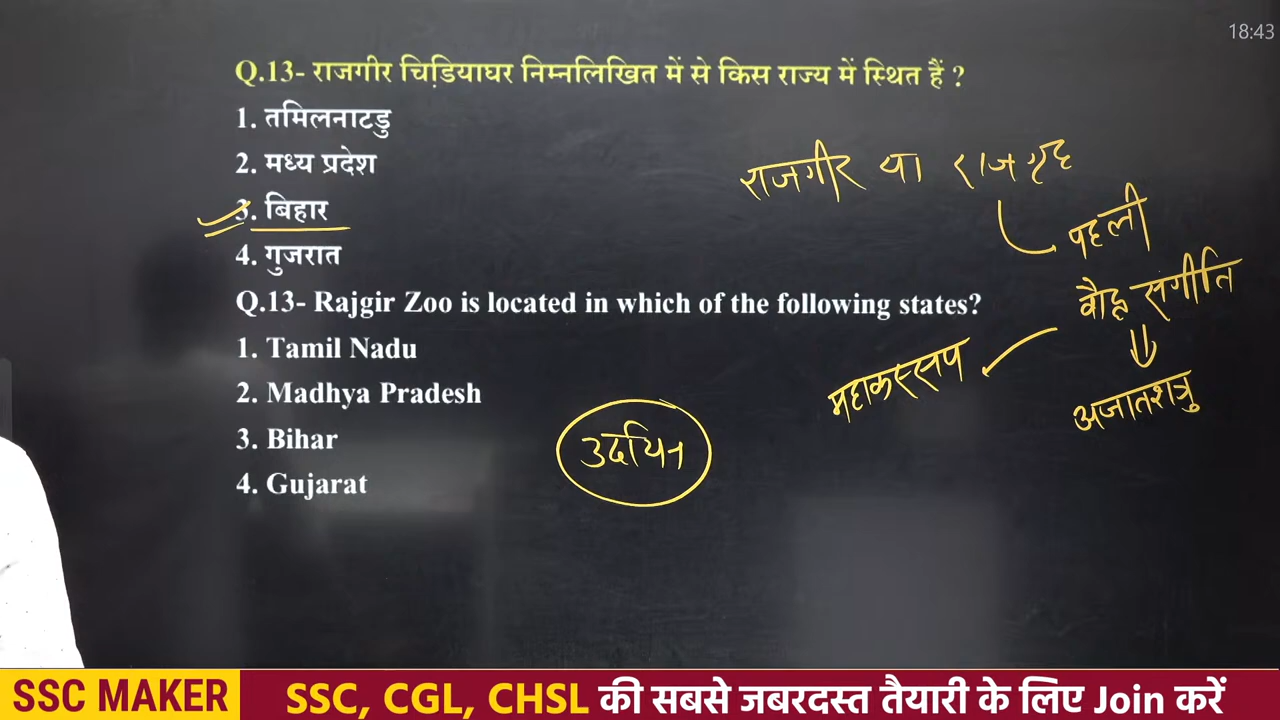 18:43
Q.13- राजगीर चिडियाघर निम्नलिखित में से किस राज्य में स्थित हैं ?
1. तमिलनाटडु
2. मध्य प्रदेश
3. बिहार
4. गुजरात
Q.13- Rajgir Zoo is located in which of the following states?
1. Tamil Nadu
2. Madhya Pradesh
3. Bihar
4. Gujarat
राजगीर या राजगृह
पहली
बौद्ध संगीति
महाकस्सप
अजातशत्रु
उदयिन
SSC MAKER
SSC, CGL, CHSL की सबसे जबरदस्त तैयारी के लिए Join करें